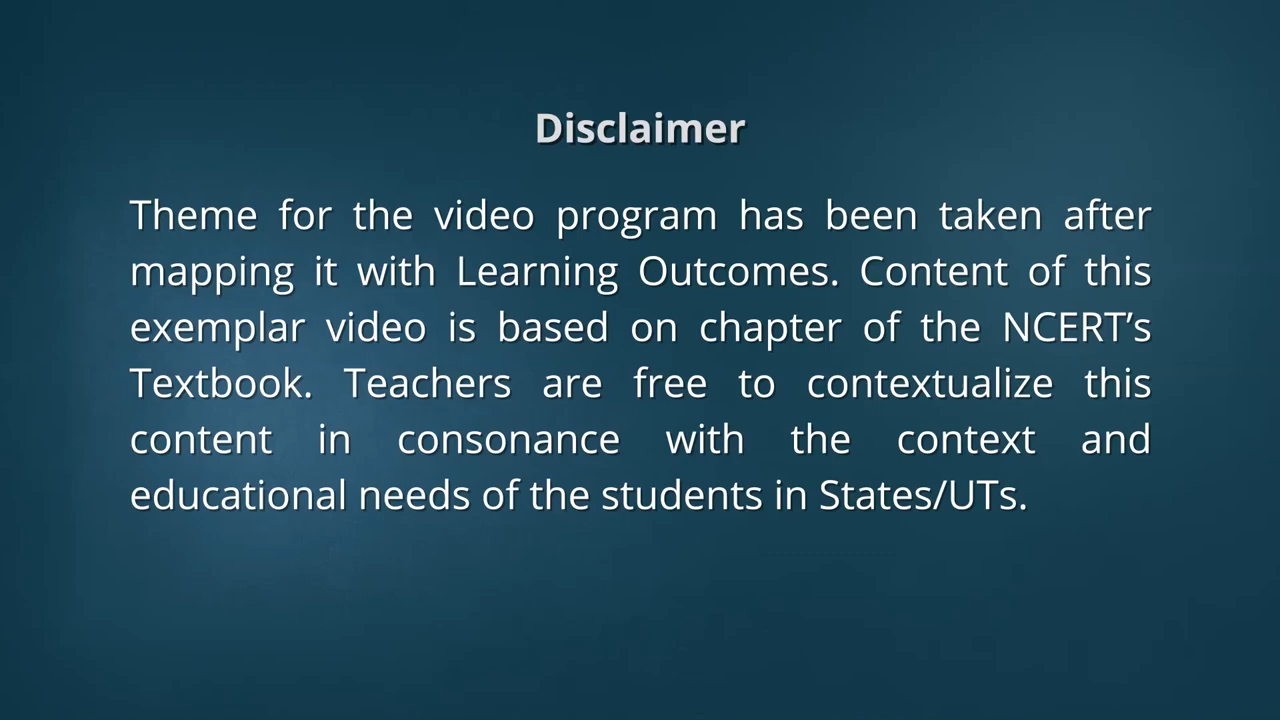 Disclaimer
Theme for the video program has been taken after
mapping it with Learning Outcomes. Content of this
exemplar video is based on chapter of the NCERT’s
Textbook. Teachers are free to contextualize this
content in consonance with the context and
educational needs of the students in States/UTs.